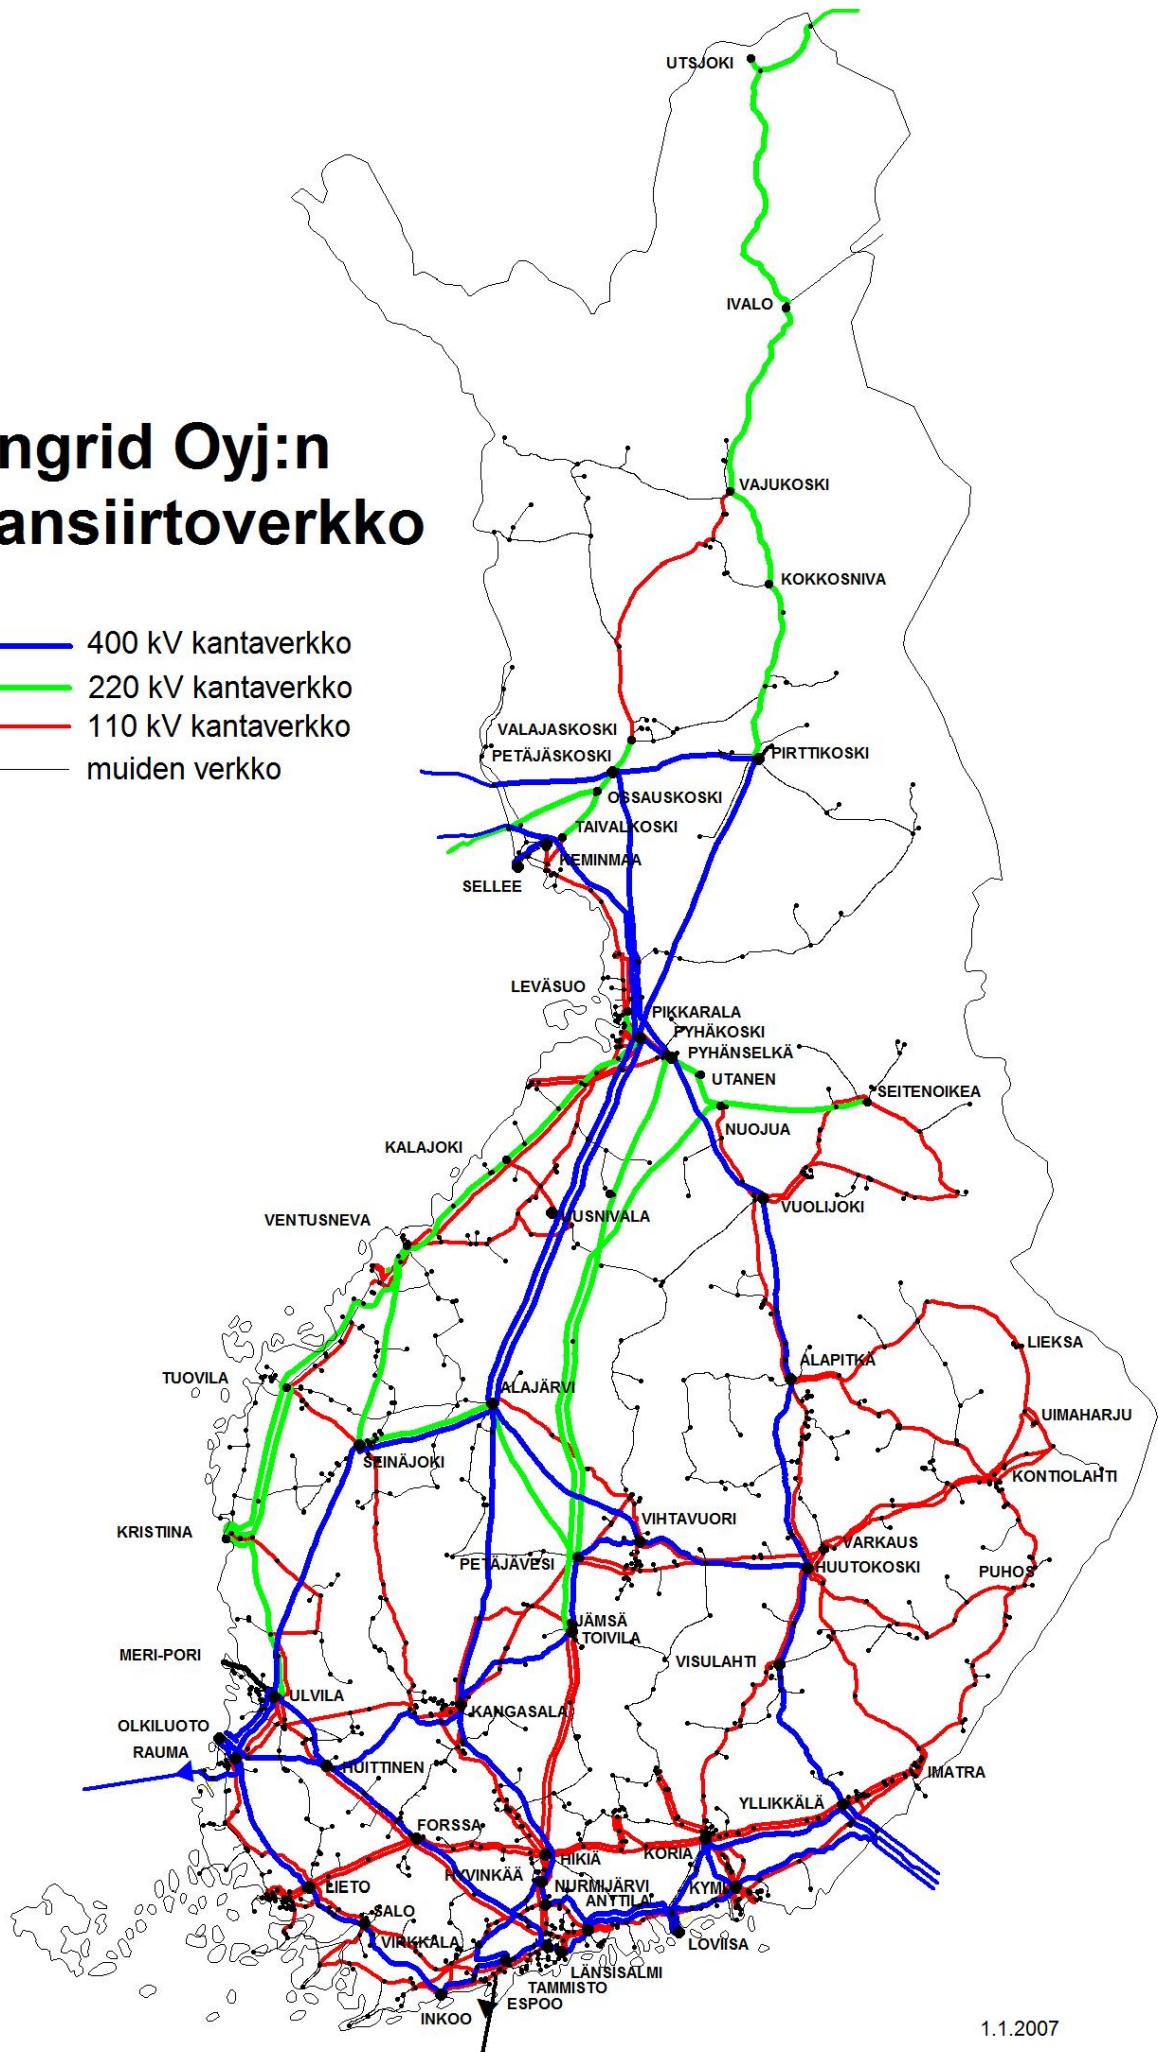 UTSJOKI
IVALO
ngrid Oyj:n
ansiirtoverkko
VAJUKOSKI
KOKKOSNIVA
400 kV kantaverkko
220 kV kantaverkko
110 kV kantaverkko
muiden verkko
VALAJASKOSKI
PETÄJÄSKOSKI
PIRTTIKOSKI
OSSAUSKOSKI
TAIVALKOSKI
KEMINMAA
SELLEE
LEVÄSUO
PIKKARALA
PYHÄKOSKI
PYHÄNSELKÄ
UTANEN
SEITENOIKEA
NUOJUA
KALAJOKI
VUOLIJOKI
VENTUSNEVA
UUSNIVALA
LIEKSA
ALAPITKÄ
TUOVILA
ALAJÄRVI
UIMAHARJU
SEINÄJOKI
KONTIOLAHTI
KRISTIINA
VIHTAVUORI
VARKAUS
PETÄJÄVESI
HUUTOKOSKI
PUHOS
JÄMSÄ
TOIVILA
MERI-PORI
VISULAHTI
ULVILA
KANGASALA
OLKILUOTO
RAUMA
HUITTINEN
IMATRA
YLLIKKÄLÄ
FORSSA
KORIA
HIKIÄ
HYVINKÄÄ
NURMIJÄRVI
KYMI
LIETO
ANTTILA
SALO
VIRKKALA
LOVIISA
LÄNSISALMI
TAMMISTO
ESPOO
INKOO
1.1.2007